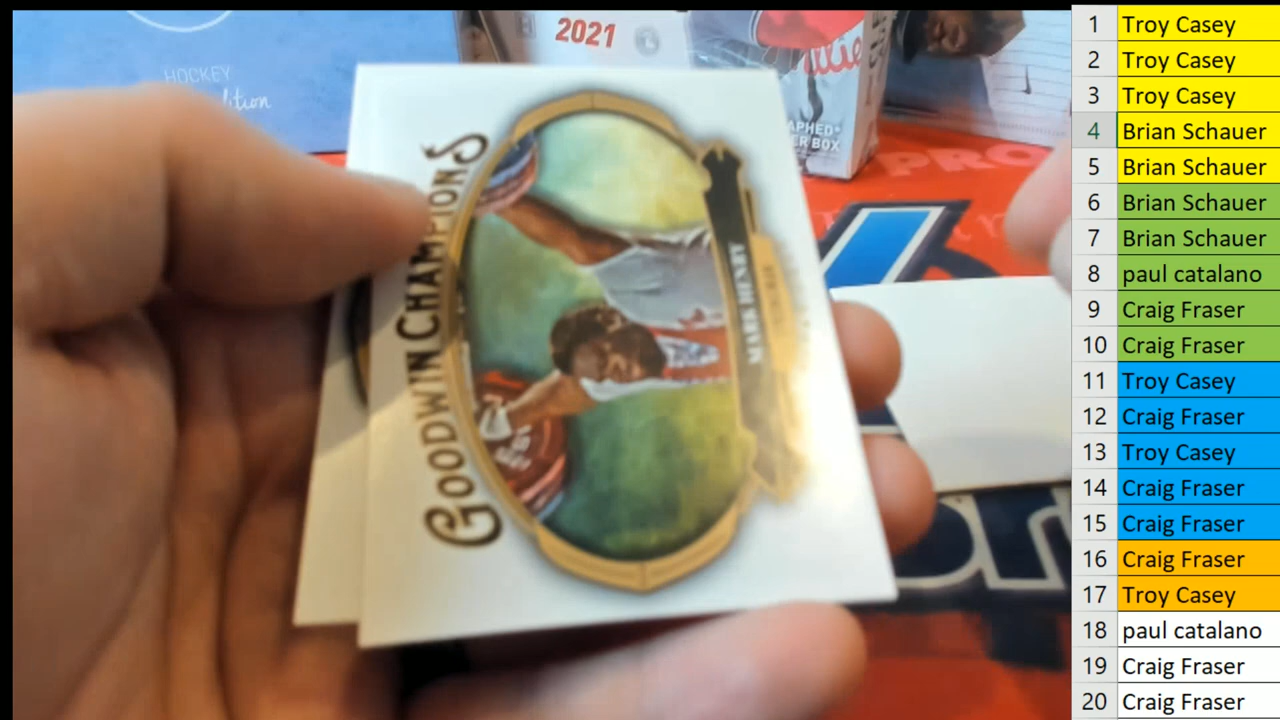 HOCKEY
2021
GOODWIN CHAMPIONS
MARK HENRY
PRO
1 Troy Casey
2 Troy Casey
3 Troy Casey
4 Brian Schauer
5 Brian Schauer
6 Brian Schauer
7 Brian Schauer
8 paul catalano
9 Craig Fraser
10 Craig Fraser
11 Troy Casey
12 Craig Fraser
13 Troy Casey
14 Craig Fraser
15 Craig Fraser
16 Craig Fraser
17 Troy Casey
18 paul catalano
19 Craig Fraser
20 Craig Fraser